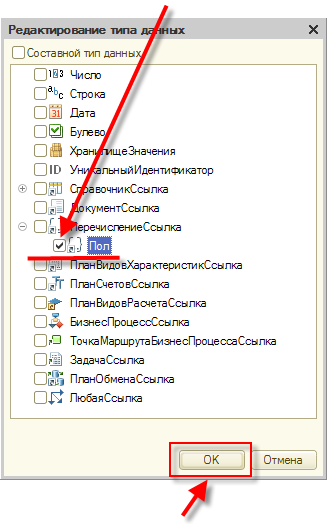 Редактирование типа данных
Составной тип данных
Число
Строка
Дата
Булево
ХранилищеЗначения
УникальныйИдентификатор
СправочникСсылка
ДокументСсылка
ПеречислениеСсылка
Пол
ПланВидовХарактеристикСсылка
ПланСчетовСсылка
ПланВидовРасчетаСсылка
БизнесПроцессСсылка
ТочкаМаршрутаБизнесПроцессаСсылка
ЗадачаСсылка
ПланОбменаСсылка
ЛюбаяСсылка
OK Отмена